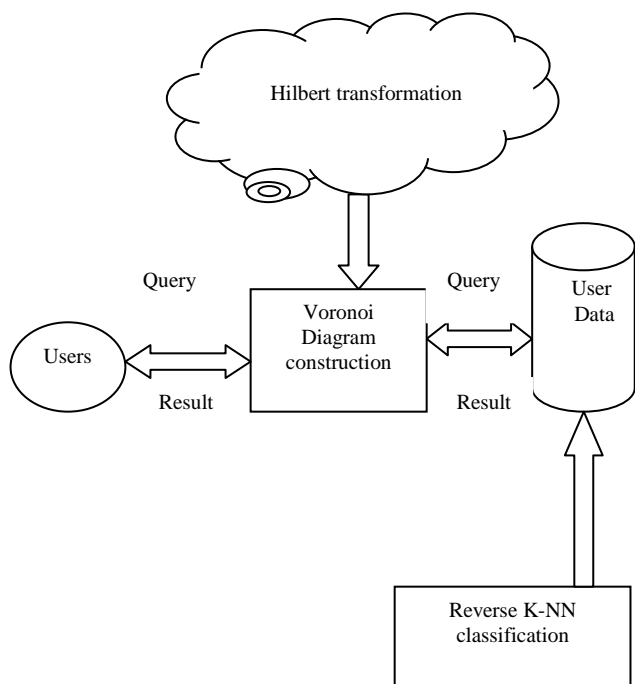 Hilbert transformation
Query
Query
User
Data
Voronoi
Diagram
construction
Users
Result
Result
Reverse K-NN
classification